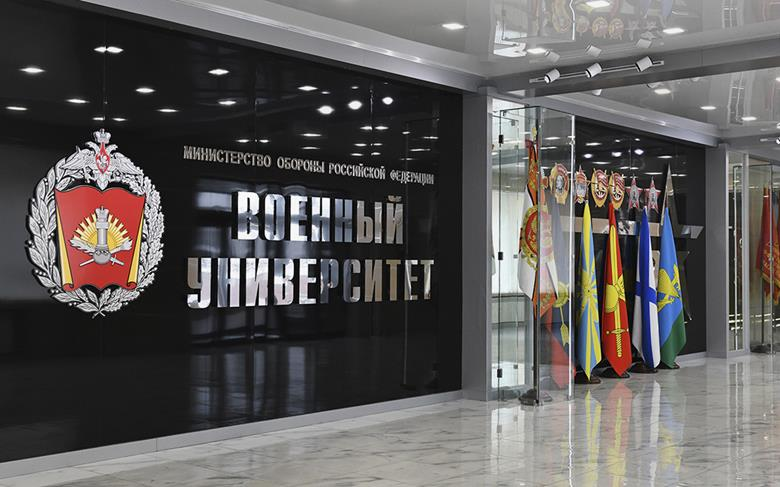 МИНИСТЕРСТВО ОБОРОНЫ РОССИЙСКОЙ ФЕДЕРАЦИИ
ВОЕННЫЙ
УНИВЕРСИТЕТ